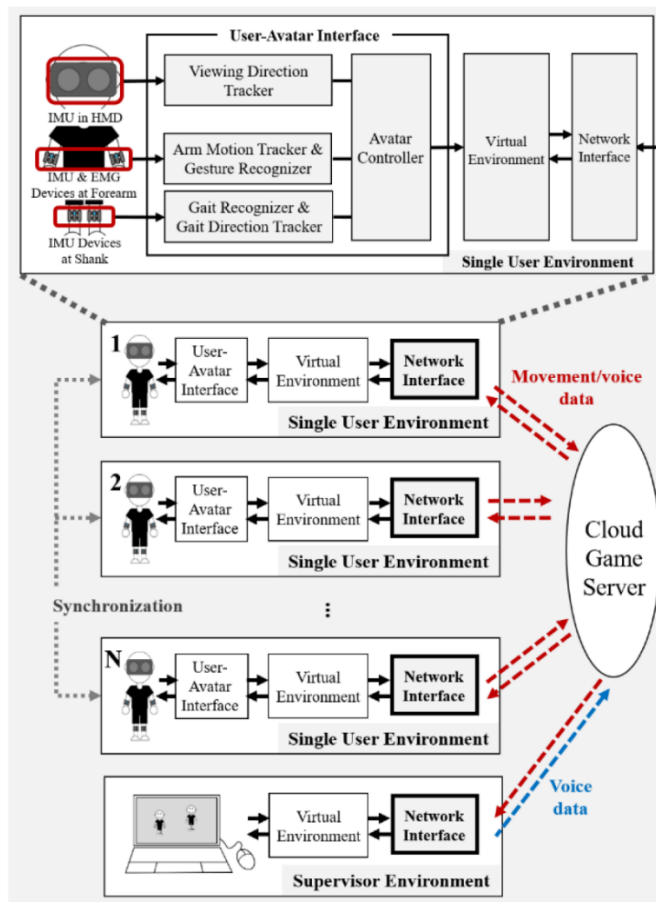 User-Avatar Interface
IMU in HMD
Viewing Direction
Tracker
IMU & EMG
Devices at Forearm
Arm Motion Tracker &
Gesture Recognizer
IMU Devices
at Shank
Gait Recognizer &
Gait Direction Tracker
Avatar
Controller
Virtual
Environment
Network
Interface
Single User Environment
1
User-
Avatar
Interface
Virtual
Environment
Network
Interface
Single User Environment
Movement/voice
data
2
User-
Avatar
Interface
Virtual
Environment
Network
Interface
Single User Environment
Cloud
Game
Server
Synchronization
...
N
User-
Avatar
Interface
Virtual
Environment
Network
Interface
Single User Environment
Virtual
Environment
Network
Interface
Supervisor Environment
Voice
data